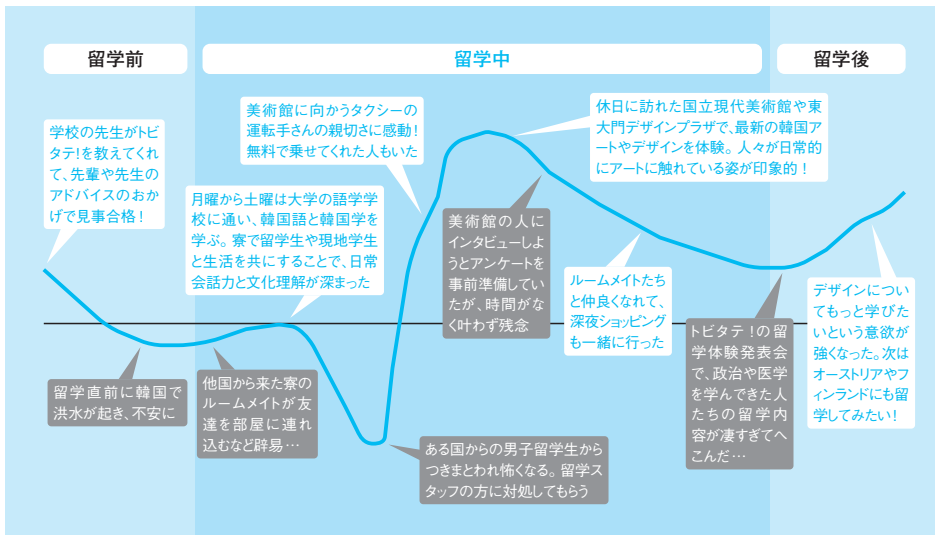 留学前
留学中
留学後
学校の先生がトビ
タテ!を教えてくれ
て、先輩や先生の
アドバイスのおか
げで見事合格！
留学直前に韓国で
洪水が起き、不安に
月曜から土曜は大学の語学学
校に通い、韓国語と韓国学を
学ぶ。寮で留学生や現地学生
と生活を共にすることで、日常
会話力と文化理解が深まった
他国から来た寮の
ルームメイトが友
達を部屋に連れ
込むなど辟易…
美術館に向かうタクシーの
運転手さんの親切さに感動！
無料で乗せてくれた人もいた
ある国からの男子留学生から
つきまとわれ怖くなる。留学ス
タッフの方に対処してもらう
休日に訪れた国立現代美術館や東
大門デザインプラザで、最新の韓国ア
ートやデザインを体験。人々が日常的
にアートに触れている姿が印象的！
美術館の人に
インタビューしよ
うとアンケートを
事前準備してい
たが、時間がな
く叶わず残念
ルームメイトたち
と仲良くなれて、
深夜ショッピング
も一緒に行った
トビタテ！の留
学体験発表会
で、政治や医学
を学んできた人
たちの留学内
容が凄すぎてへ
こんだ…
デザインについ
てもっと学びた
いという意欲が
強くなった。次は
オーストリアやフ
ィンランドにも留
学してみたい！